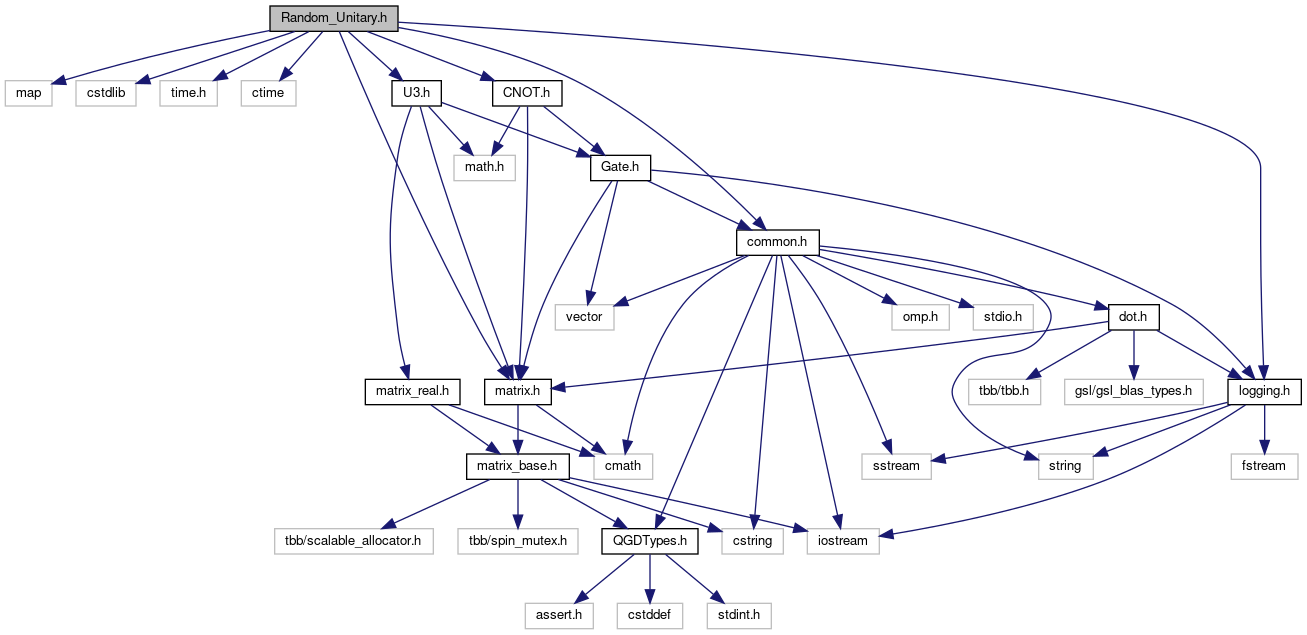 Random_Unitary.h
map
cstdlib
time.h
ctime
U3.h
CNOT.h
math.h
Gate.h
common.h
vector
omp.h
stdio.h
dot.h
matrix_real.h
matrix.h
tbb/tbb.h
gsl/gsl_blas_types.h
logging.h
matrix_base.h
cmath
sstream
string
fstream
tbb/scalable_allocator.h
tbb/spin_mutex.h
QGDTypes.h
cstring
iostream
assert.h
cstddef
stdint.h